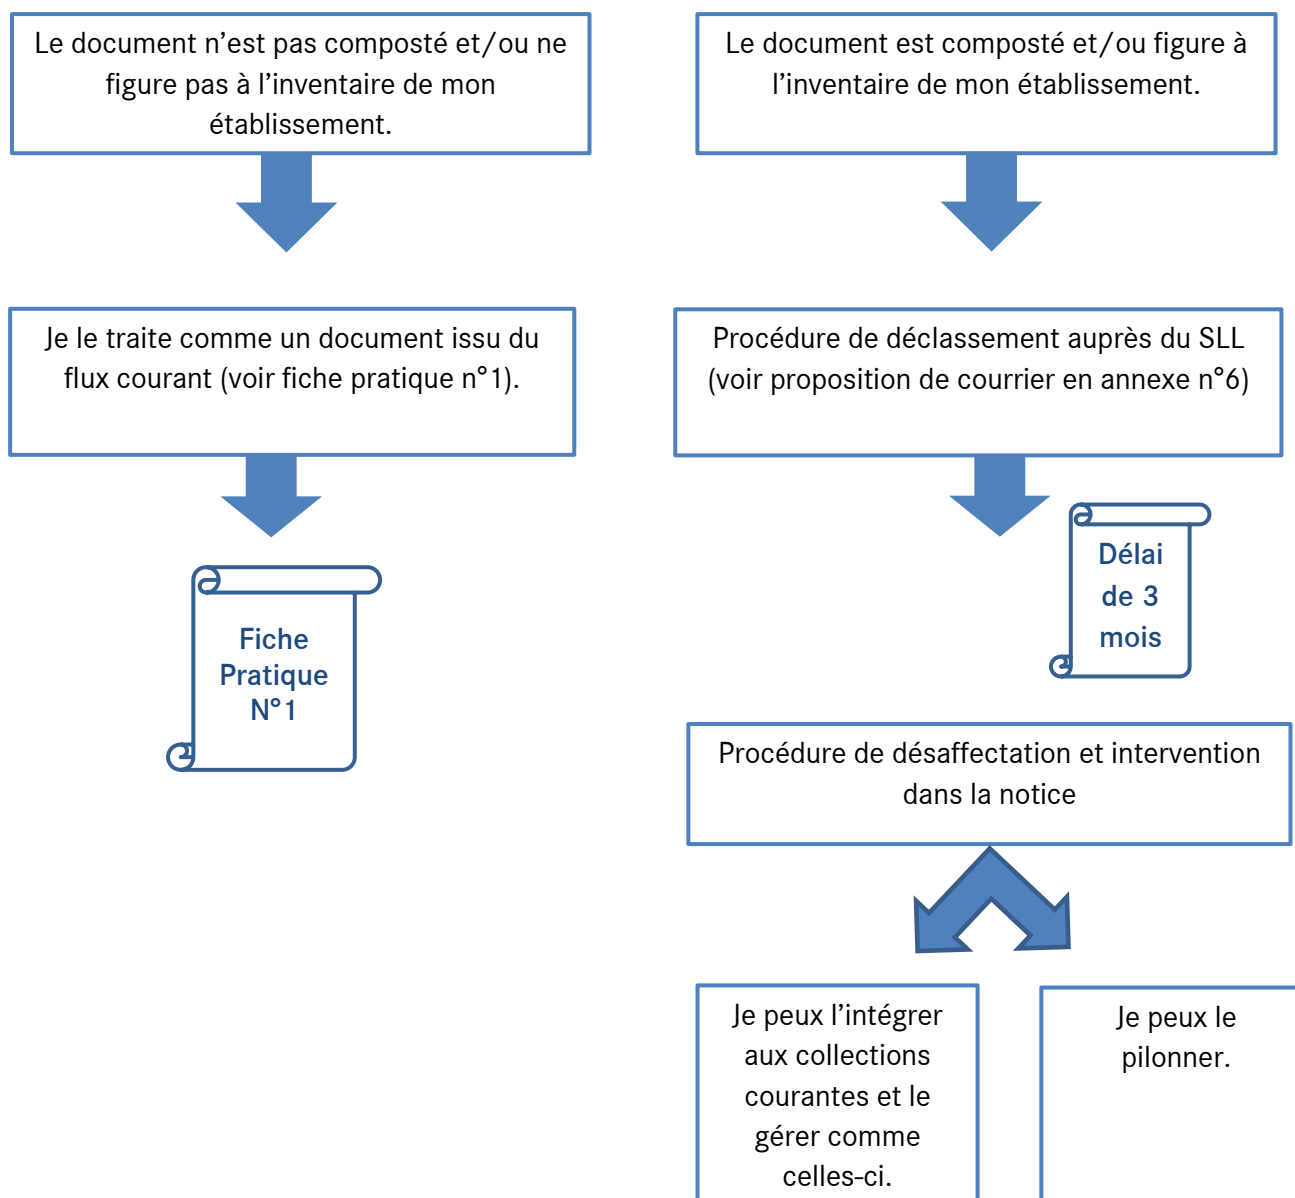 Le document n’est pas composté et/ou ne
figure pas à l’inventaire de mon
établissement.
Le document est composté et/ou figure à
l’inventaire de mon établissement.
Je le traite comme un document issu du
flux courant (voir fiche pratique n°1).
Procédure de déclassement auprès du SLL
(voir proposition de courrier en annexe n°6)
Fiche
Pratique
N°1
Délai
de 3
mois
Procédure de désaffectation et intervention
dans la notice
Je peux l’intégrer
aux collections
courantes et le
gérer comme
celles-ci.
Je peux le
pilonner.